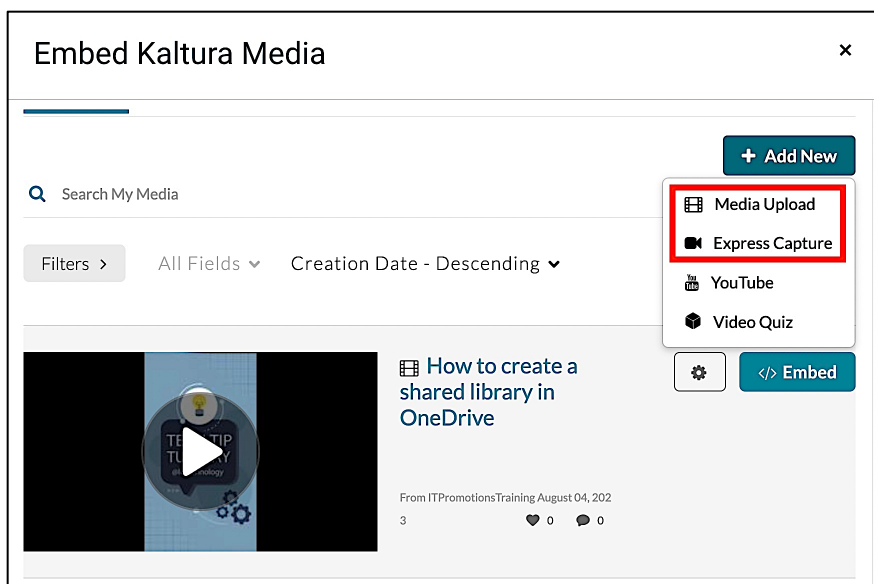 Embed Kaltura Media
+ Add New
Search My Media
Media Upload
Express Capture
YouTube
Video Quiz
Filters >
All Fields
Creation Date - Descending
How to create a
shared library in
OneDrive
</> Embed
TIP
From ITPromotionsTraining August 04, 202
3
0
0